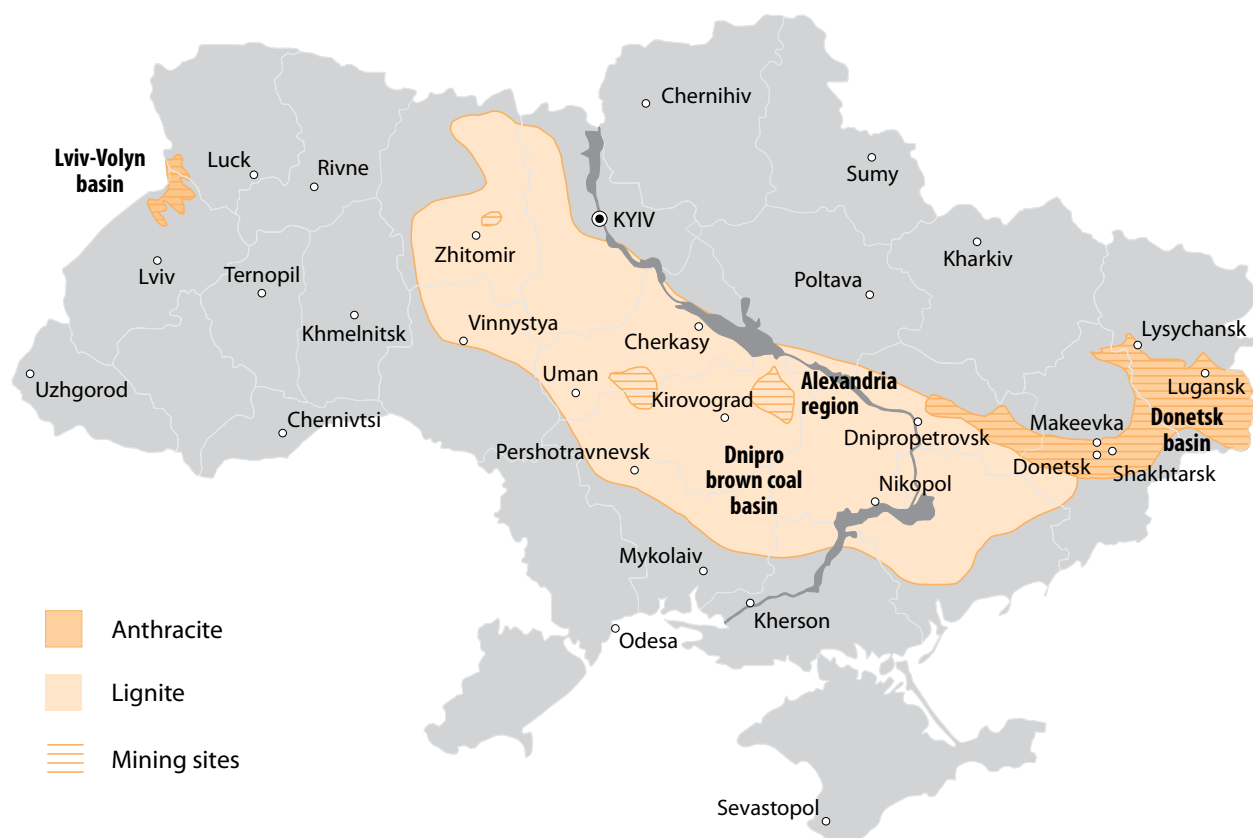 Chernihiv
Lviv-Volyn
basin
Luck
Rivne
Sumy
KYIV
Zhitomir
Kharkiv
Lviv
Ternopil
Poltava
Khmelnitsk
Vinnystya
Cherkasy
Lysychansk
Uzhgorod
Uman
Kirovograd
Alexandria
region
Lugansk
Chernivtsi
Makeevka
Donetsk
basin
Dnipropetrovsk
Pershotravnevsk
Dnipro
brown coal
basin
Donetsk
Shakhtarsk
Nikopol
Mykolaiv
Kherson
Odesa
Anthracite
Lignite
Mining sites
Sevastopol